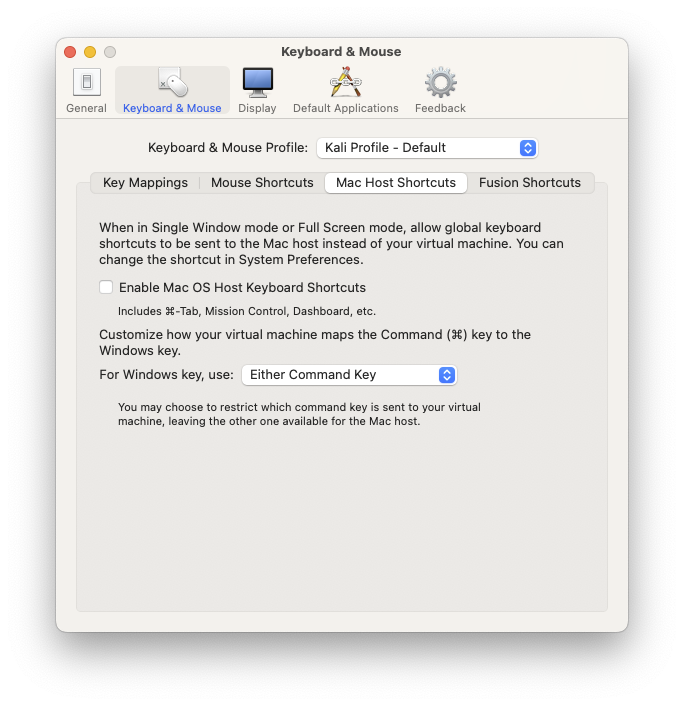 Keyboard & Mouse
General
Keyboard & Mouse
Display
Default Applications
Feedback
Keyboard & Mouse Profile:
Kali Profile - Default
Key Mappings
Mouse Shortcuts
Mac Host Shortcuts
Fusion Shortcuts
When in Single Window mode or Full Screen mode, allow global keyboard
shortcuts to be sent to the Mac host instead of your virtual machine. You can
change the shortcut in System Preferences.
Enable Mac OS Host Keyboard Shortcuts
Includes ⌘-Tab, Mission Control, Dashboard, etc.
Customize how your virtual machine maps the Command (⌘) key to the
Windows key.
For Windows key, use:
Either Command Key
You may choose to restrict which command key is sent to your virtual
machine, leaving the other one available for the Mac host.